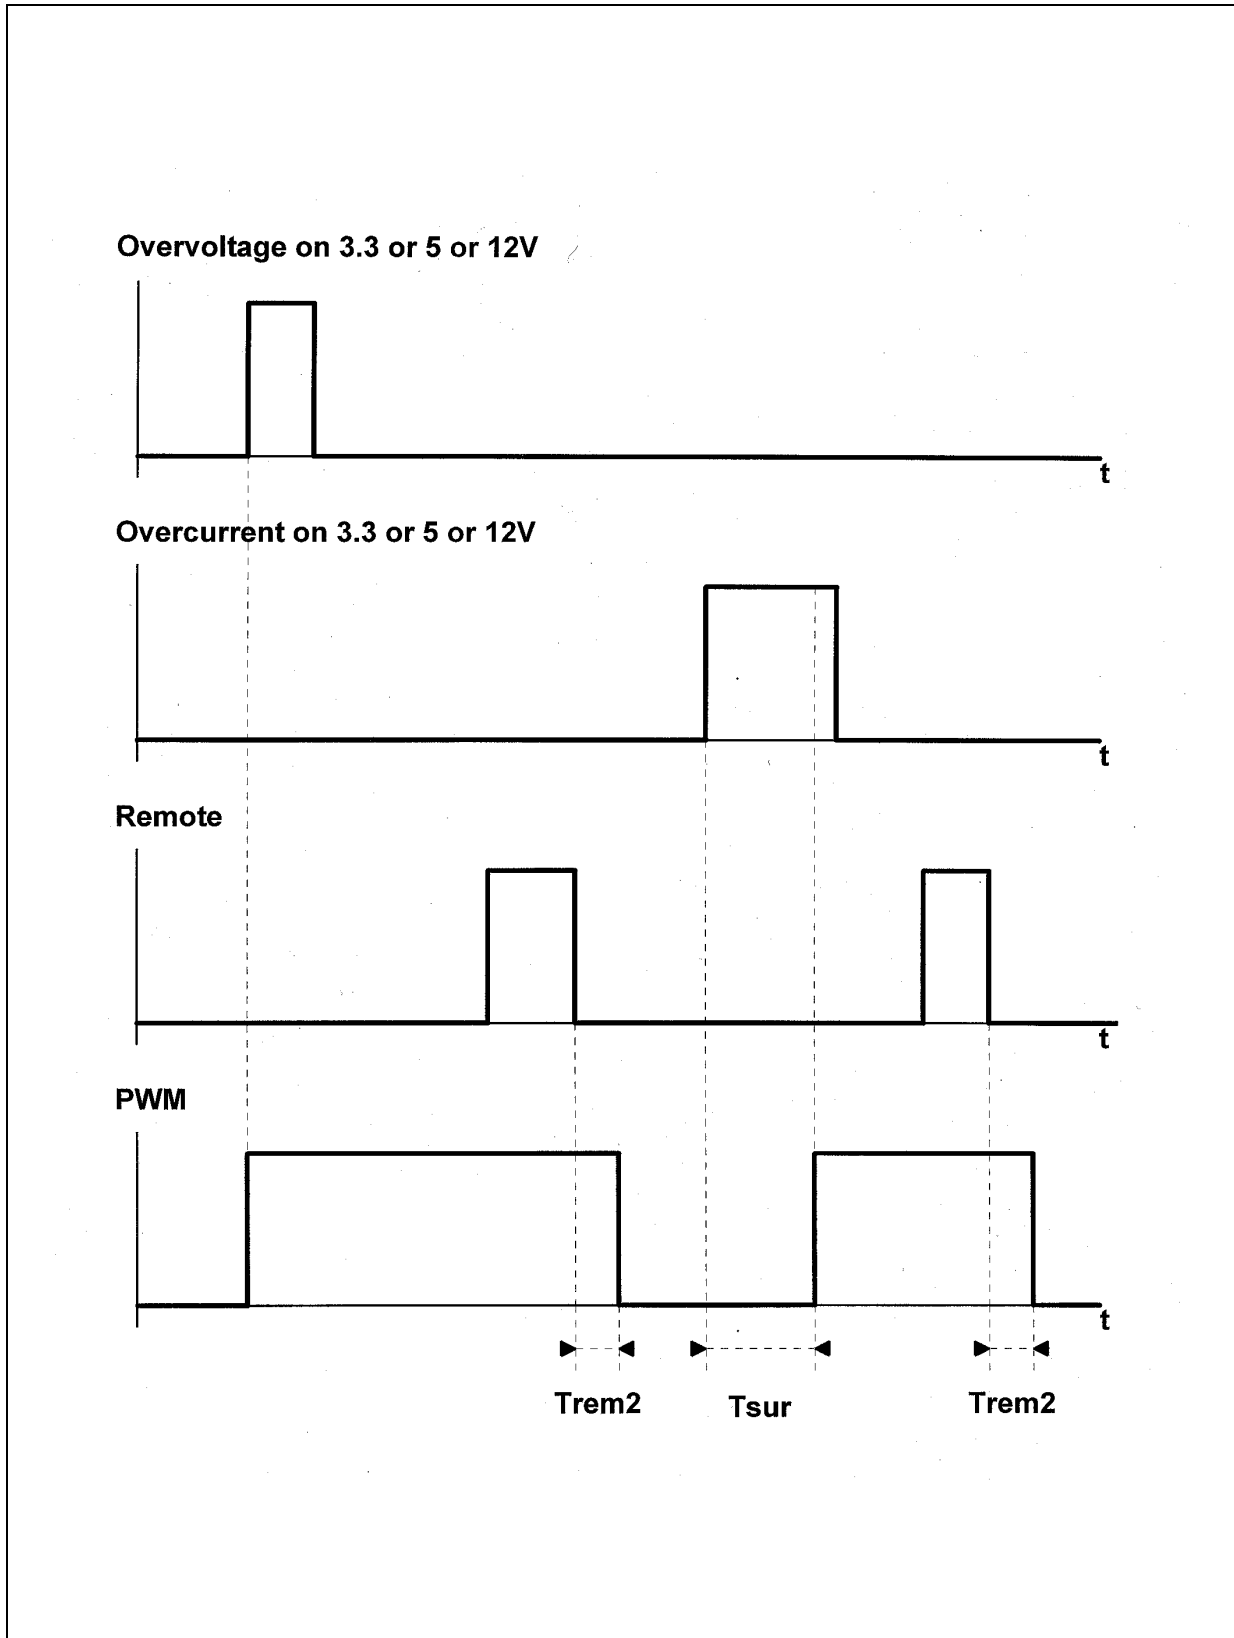 Overvoltage on 3.3 or 5 or 12V
t
Overcurrent on 3.3 or 5 or 12V
t
Remote
t
PWM
t
Trem2 Tsur Trem2